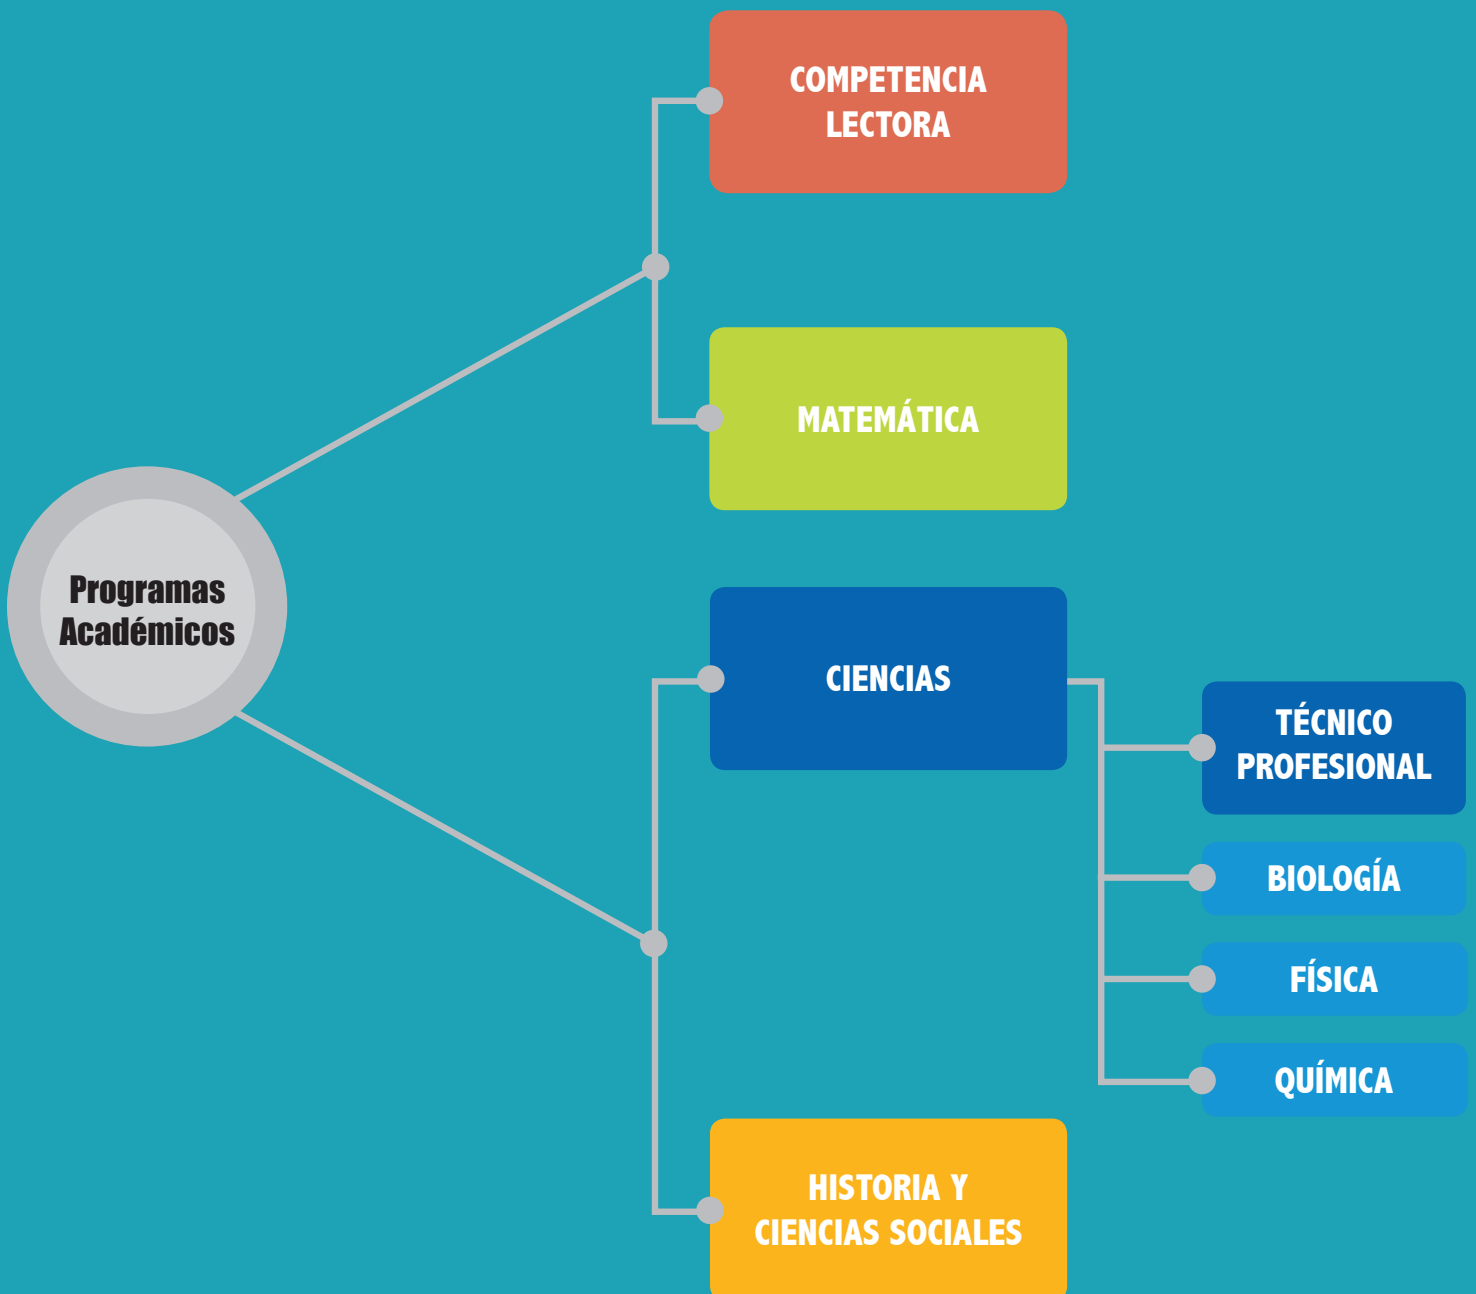 COMPETENCIA
LECTORA
MATEMÁTICA
Programas
Académicos
CIENCIAS
TÉCNICO
PROFESIONAL
BIOLOGÍA
FÍSICA
QUÍMICA
HISTORIA Y
CIENCIAS SOCIALES